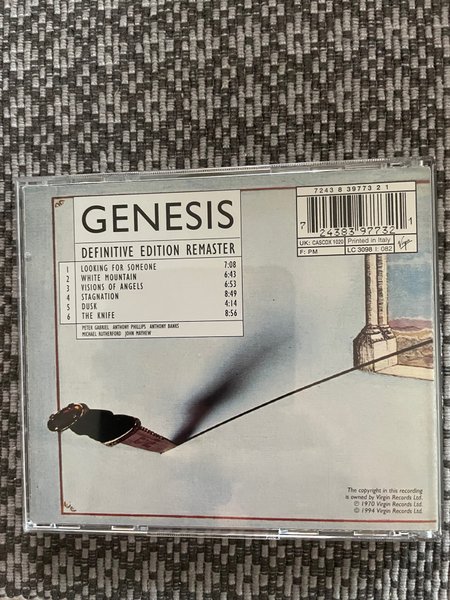 GENESIS
DEFINITIVE EDITION REMASTER
1 LOOKING FOR SOMEONE 7:08
2 WHITE MOUNTAIN 6:43
3 VISIONS OF ANGELS 6:53
4 STAGNATION 8:49
5 DUSK 4:14
6 THE KNIFE 8:56
PETER GABRIEL ANTHONY PHILLIPS ANTHONY BANKS
MICHAEL RUTHERFORD JOHN MAYHEW
7243 8 39773 2 1
7 24383 97732 1
UK: CASCDX 1020 Printed in Italy
F: PM LC 3098 I: 082
Virgin
The copyright in this recording
is owned by Virgin Records Ltd.
℗ 1970 Virgin Records Ltd.
© 1994 Virgin Records Ltd.